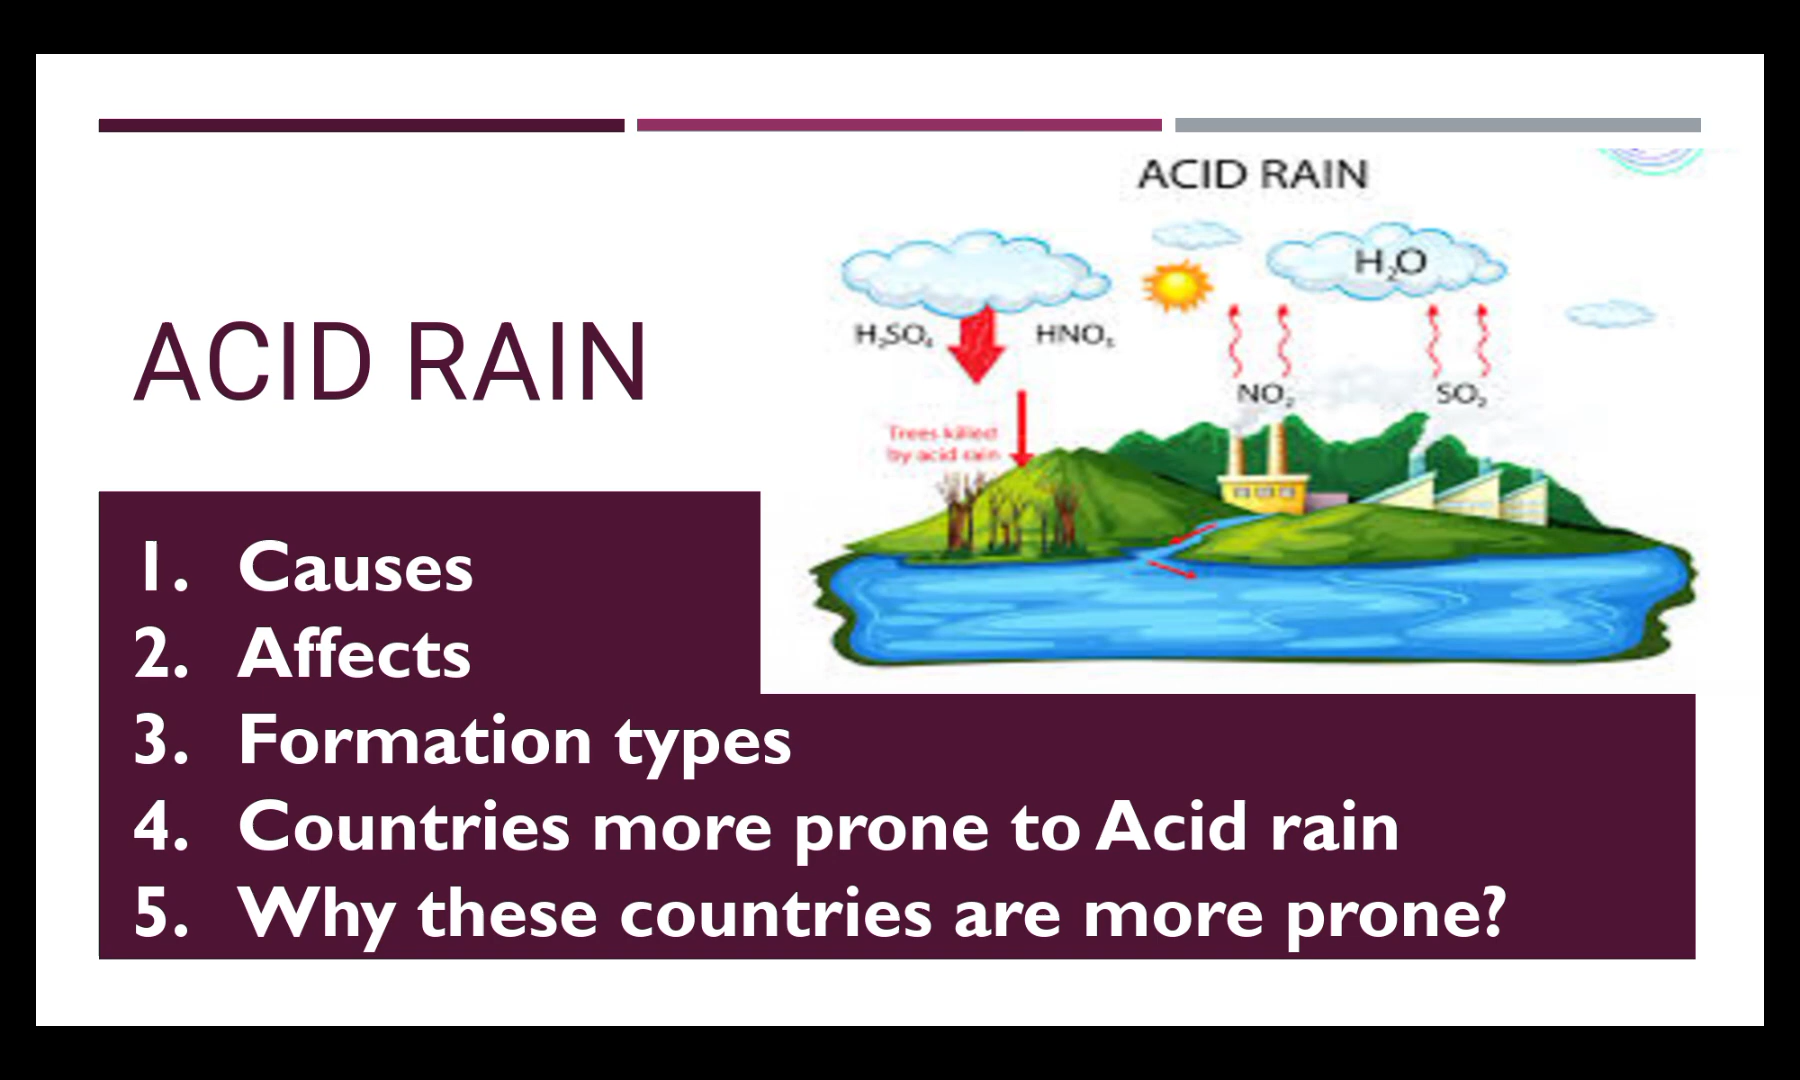 ACID RAIN
ACID RAIN
H₂O
H₂SO₄ HNO₃
NO₂ SO₂
Trees killed
by acid rain
1. Causes
2. Affects
3. Formation types
4. Countries more prone to Acid rain
5. Why these countries are more prone?